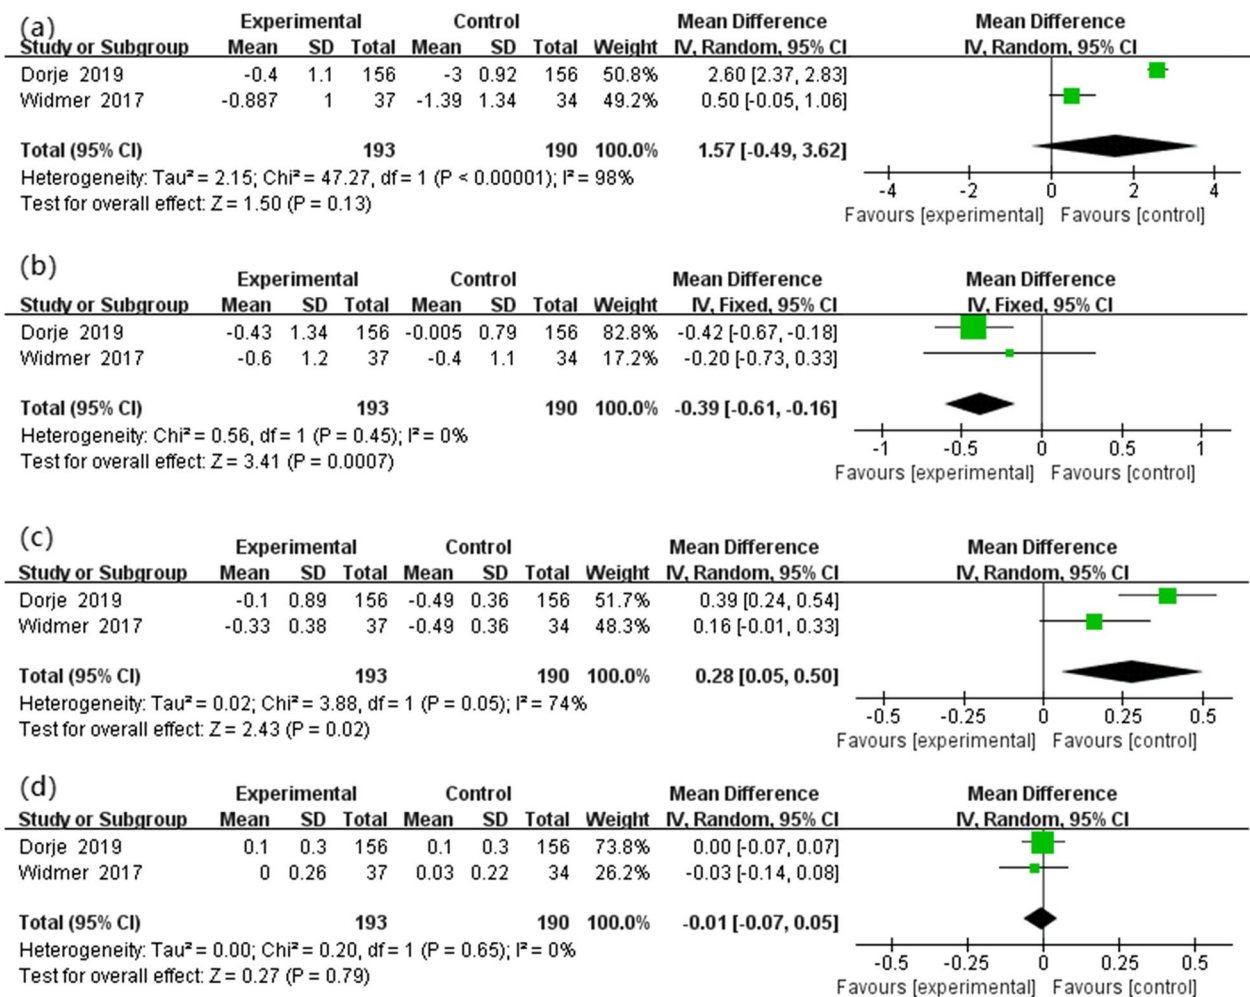 (a)
Experimental Control Mean Difference Mean Difference
Study or Subgroup Mean SD Total Mean SD Total Weight IV, Random, 95% CI IV, Random, 95% CI
Dorje 2019 -0.4 1.1 156 -3 0.92 156 50.8% 2.60 [2.37, 2.83]
Widmer 2017 -0.887 1 37 -1.39 1.34 34 49.2% 0.50 [-0.05, 1.06]
Total (95% CI) 193 190 100.0% 1.57 [-0.49, 3.62]
Heterogeneity: Tau² = 2.15; Chi² = 47.27, df = 1 (P < 0.00001); I² = 98%
Test for overall effect: Z = 1.50 (P = 0.13)
-4 -2 0 2 4
Favours [experimental] Favours [control]
(b)
Experimental Control Mean Difference Mean Difference
Study or Subgroup Mean SD Total Mean SD Total Weight IV, Fixed, 95% CI IV, Fixed, 95% CI
Dorje 2019 -0.43 1.34 156 -0.005 0.79 156 82.8% -0.42 [-0.67, -0.18]
Widmer 2017 -0.6 1.2 37 -0.4 1.1 34 17.2% -0.20 [-0.73, 0.33]
Total (95% CI) 193 190 100.0% -0.39 [-0.61, -0.16]
Heterogeneity: Chi² = 0.56, df = 1 (P = 0.45); I² = 0%
Test for overall effect: Z = 3.41 (P = 0.0007)
-1 -0.5 0 0.5 1
Favours [experimental] Favours [control]
(c)
Experimental Control Mean Difference Mean Difference
Study or Subgroup Mean SD Total Mean SD Total Weight IV, Random, 95% CI IV, Random, 95% CI
Dorje 2019 -0.1 0.89 156 -0.49 0.36 156 51.7% 0.39 [0.24, 0.54]
Widmer 2017 -0.33 0.38 37 -0.49 0.36 34 48.3% 0.16 [-0.01, 0.33]
Total (95% CI) 193 190 100.0% 0.28 [0.05, 0.50]
Heterogeneity: Tau² = 0.02; Chi² = 3.88, df = 1 (P = 0.05); I² = 74%
Test for overall effect: Z = 2.43 (P = 0.02)
-0.5 -0.25 0 0.25 0.5
Favours [experimental] Favours [control]
(d)
Experimental Control Mean Difference Mean Difference
Study or Subgroup Mean SD Total Mean SD Total Weight IV, Random, 95% CI IV, Random, 95% CI
Dorje 2019 0.1 0.3 156 0.1 0.3 156 73.8% 0.00 [-0.07, 0.07]
Widmer 2017 0 0.26 37 0.03 0.22 34 26.2% -0.03 [-0.14, 0.08]
Total (95% CI) 193 190 100.0% -0.01 [-0.07, 0.05]
Heterogeneity: Tau² = 0.00; Chi² = 0.20, df = 1 (P = 0.65); I² = 0%
Test for overall effect: Z = 0.27 (P = 0.79)
-0.5 -0.25 0 0.25 0.5
Favours [experimental] Favours [control]